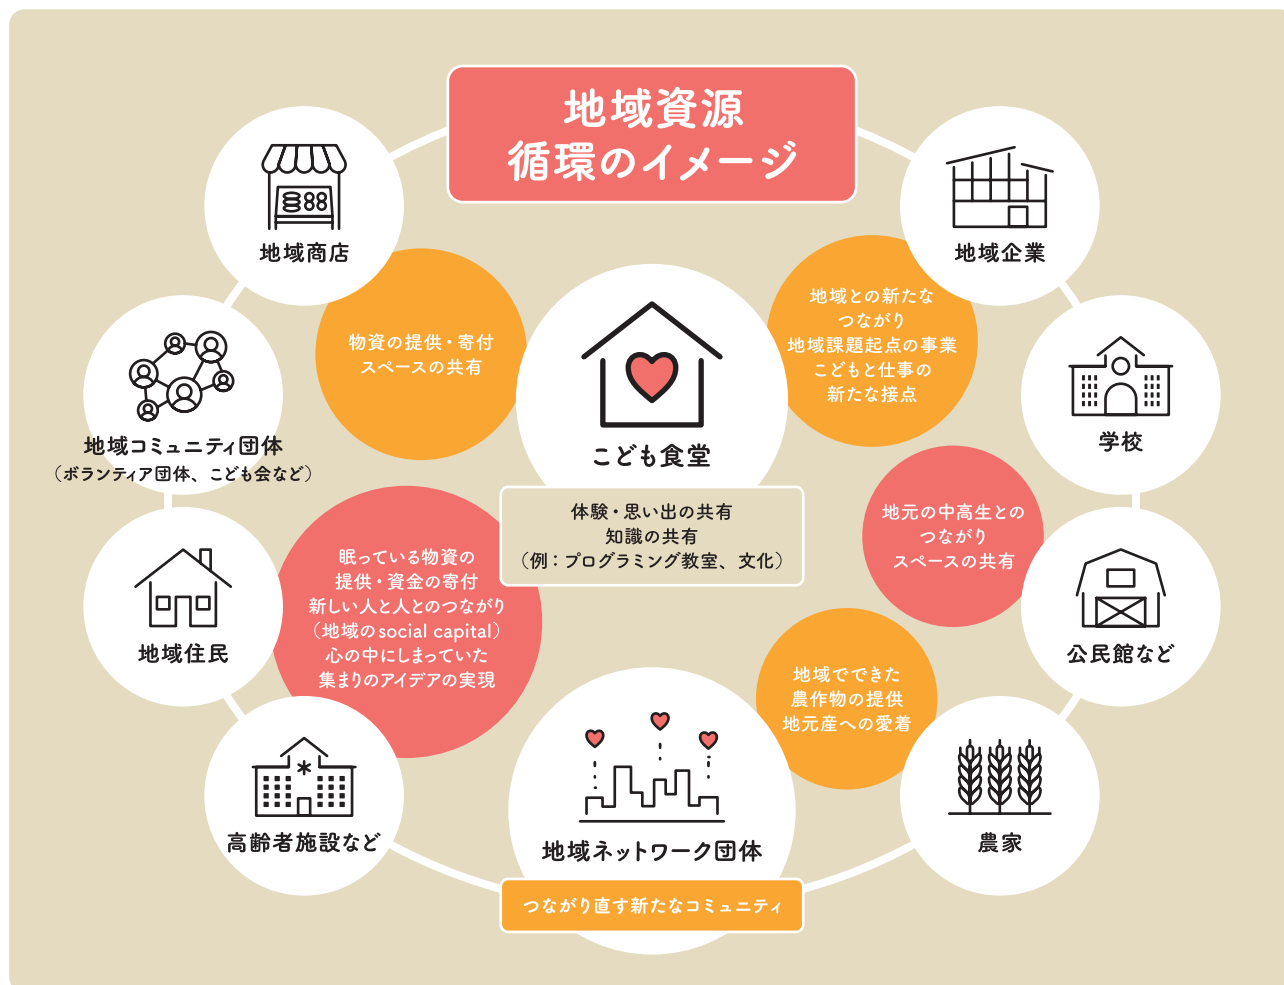 地域資源
循環のイメージ
地域商店
地域企業
物資の提供・寄付
スペースの共有
地域との新たな
つながり
地域課題起点の事業
こどもと仕事の
新たな接点
地域コミュニティ団体
（ボランティア団体、こども会など）
こども食堂
体験・思い出の共有
知識の共有
（例：プログラミング教室、文化）
学校
地元の中高生との
つながり
スペースの共有
地域住民
眠っている物資の
提供・資金の寄付
新しい人と人とのつながり
（地域のsocial capital）
心の中にしまっていた
集まりのアイデアの実現
公民館など
地域でできた
農作物の提供
地元産への愛着
高齢者施設など
地域ネットワーク団体
つながり直す新たなコミュニティ
農家